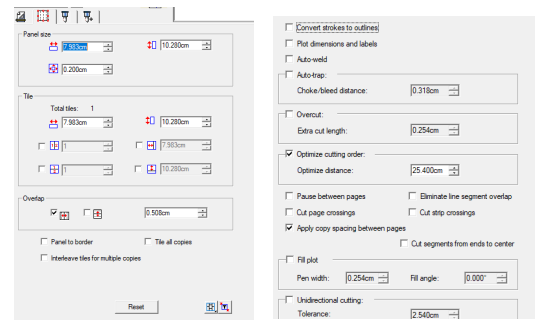 Panel size
7.983cm 10.280cm
0.200cm
Tile
Total tiles: 1
7.983cm 10.280cm
1 7.983cm
1 10.280cm
Overlap
0.508cm
Panel to border Tile all copies
Interleave tiles for multiple copies
Reset
Convert strokes to outlines
Plot dimensions and labels
Auto-weld
Auto-trap:
Choke/bleed distance: 0.318cm
Overcut:
Extra cut length: 0.254cm
Optimize cutting order:
Optimize distance: 25.400cm
Pause between pages Eliminate line segment overlap
Cut page crossings Cut strip crossings
Apply copy spacing between pages
Cut segments from ends to center
Fill plot
Pen width: 0.254cm Fill angle: 0.000°
Unidirectional cutting:
Tolerance: 2.540cm